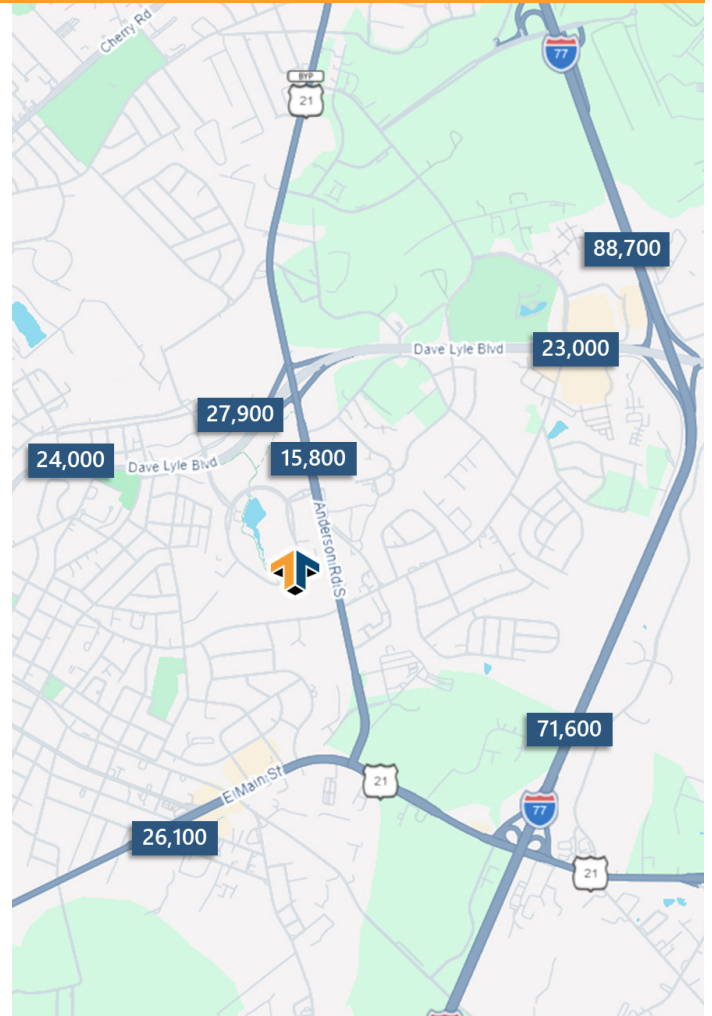 Cherry Rd
77
BYP
21
88,700
Dave Lyle Blvd
23,000
27,900
24,000
Dave Lyle Blvd
15,800
Anderson Rd S
71,600
21
E Main St
77
26,100
21